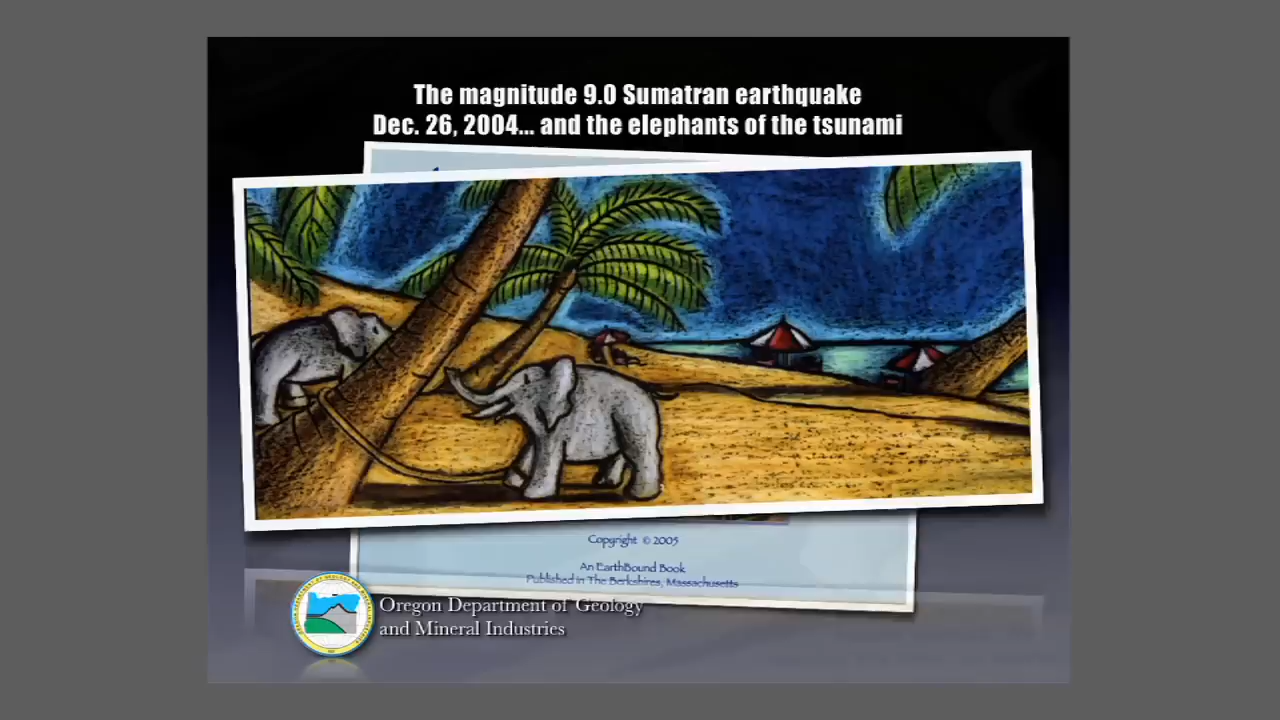 The magnitude 9.0 Sumatran earthquake
Dec. 26, 2004... and the elephants of the tsunami
Copyright © 2005
An EarthBound Book
Published in The Berkshires, Massachusetts
Oregon Department of Geology
and Mineral Industries